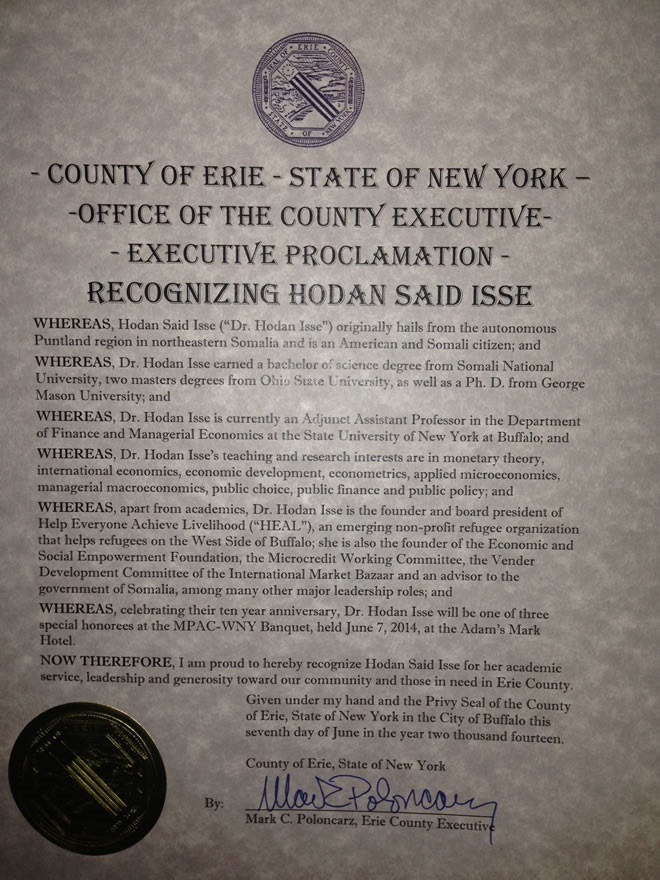 SEAL OF ERIE COUNTY
STATE OF NEW YORK
- COUNTY OF ERIE - STATE OF NEW YORK –
-OFFICE OF THE COUNTY EXECUTIVE-
- EXECUTIVE PROCLAMATION -
RECOGNIZING HODAN SAID ISSE
WHEREAS, Hodan Said Isse (“Dr. Hodan Isse”) originally hails from the autonomous
Puntland region in northeastern Somalia and is an American and Somali citizen; and
WHEREAS, Dr. Hodan Isse earned a bachelor of science degree from Somali National
University, two masters degrees from Ohio State University, as well as a Ph. D. from George
Mason University; and
WHEREAS, Dr. Hodan Isse is currently an Adjunct Assistant Professor in the Department
of Finance and Managerial Economics at the State University of New York at Buffalo; and
WHEREAS, Dr. Hodan Isse’s teaching and research interests are in monetary theory,
international economics, economic development, econometrics, applied microeconomics,
managerial macroeconomics, public choice, public finance and public policy; and
WHEREAS, apart from academics, Dr. Hodan Isse is the founder and board president of
Help Everyone Achieve Livelihood (“HEAL”), an emerging non-profit refugee organization
that helps refugees on the West Side of Buffalo; she is also the founder of the Economic and
Social Empowerment Foundation, the Microcredit Working Committee, the Vender
Development Committee of the International Market Bazaar and an advisor to the
government of Somalia, among many other major leadership roles; and
WHEREAS, celebrating their ten year anniversary, Dr. Hodan Isse will be one of three
special honorees at the MPAC-WNY Banquet, held June 7, 2014, at the Adam’s Mark
Hotel.
NOW THEREFORE, I am proud to hereby recognize Hodan Said Isse for her academic
service, leadership and generosity toward our community and those in need in Erie County.
Given under my hand and the Privy Seal of the County
of Erie, State of New York in the City of Buffalo this
seventh day of June in the year two thousand fourteen.
County of Erie, State of New York
By: Mark C Poloncarz
Mark C. Poloncarz, Erie County Executive